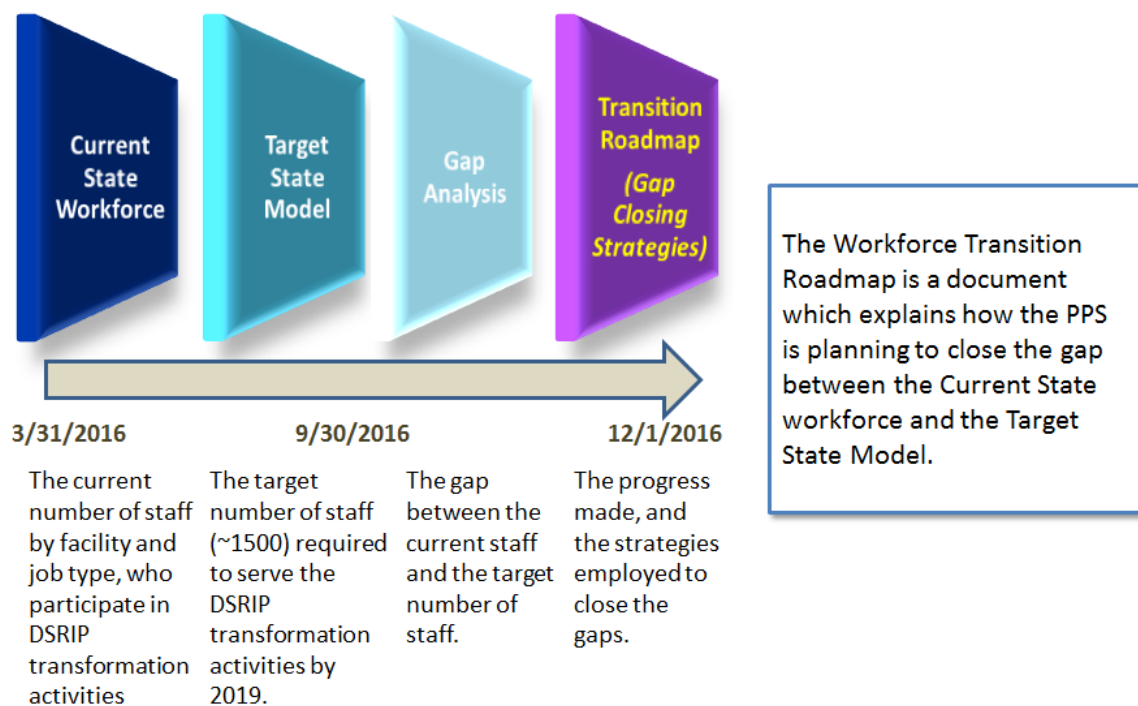 Current
State
Workforce
Target
State
Model
Gap
Analysis
Transition
Roadmap
(Gap
Closing
Strategies)
3/31/2016
9/30/2016
12/1/2016
The current
number of staff
by facility and
job type, who
participate in
DSRIP
transformation
activities
The target
number of staff
(~1500) required
to serve the
DSRIP
transformation
activities by
2019.
The gap
between the
current staff
and the target
number of
staff.
The progress
made, and
the strategies
employed to
close the
gaps.
The Workforce Transition
Roadmap is a document
which explains how the PPS
is planning to close the gap
between the Current State
workforce and the Target
State Model.